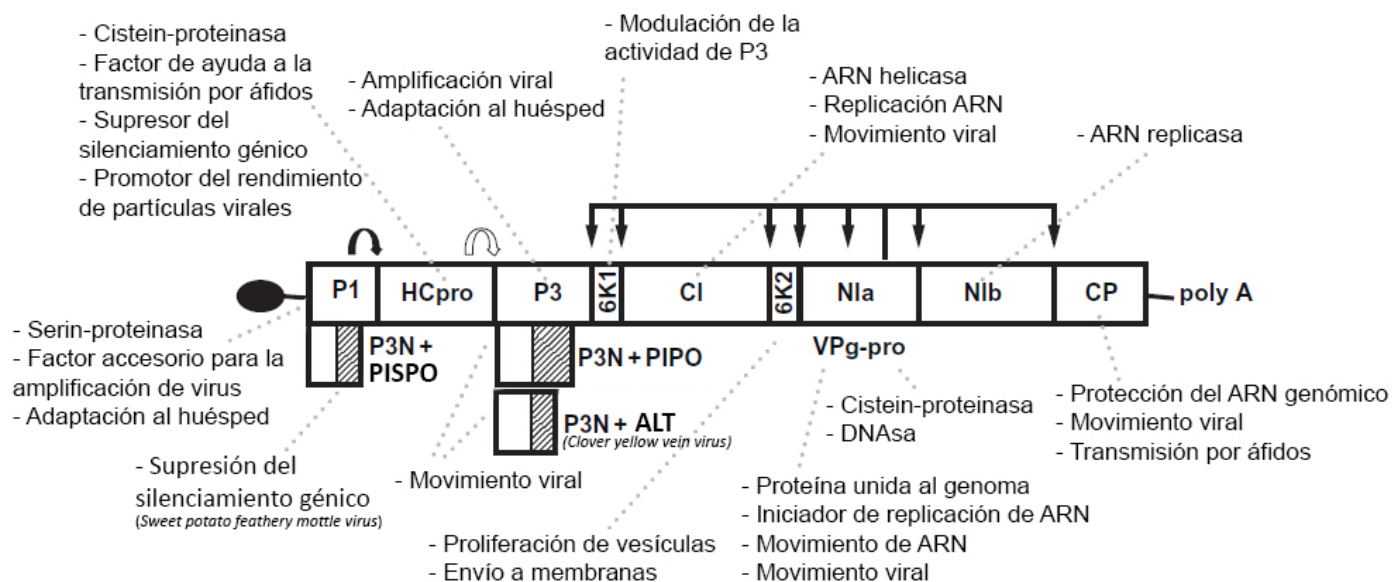 - Cistein-proteinasa
- Factor de ayuda a la
transmisión por áfidos
- Supresor del
silenciamiento génico
- Promotor del rendimiento
de partículas virales
- Amplificación viral
- Adaptación al huésped
- Modulación de la
actividad de P3
- ARN helicasa
- Replicación ARN
- Movimiento viral
- ARN replicasa
P1
HCpro
P3
6K1
CI
6K2
NIa
NIb
CP
poly A
P3N +
PISPO
P3N + PIPO
P3N + ALT
(Clover yellow vein virus)
VPg-pro
- Serin-proteinasa
- Factor accesorio para la
amplificación de virus
- Adaptación al huésped
- Supresión del
silenciamiento génico
(Sweet potato feathery mottle virus)
- Movimiento viral
- Proliferación de vesículas
- Envío a membranas
- Cistein-proteinasa
- DNAsa
- Proteína unida al genoma
- Iniciador de replicación de ARN
- Movimiento de ARN
- Movimiento viral
- Protección del ARN genómico
- Movimiento viral
- Transmisión por áfidos